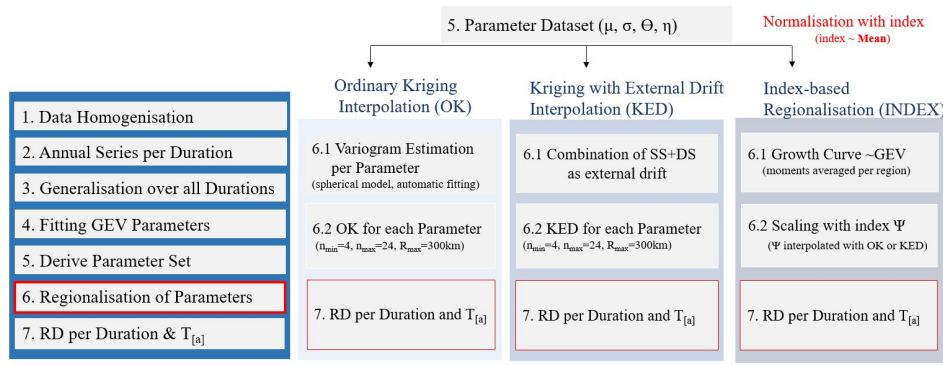 5. Parameter Dataset (μ, σ, Θ, η)
Normalisation with index
(index ~ Mean)
1. Data Homogenisation
2. Annual Series per Duration
3. Generalisation over all Durations
4. Fitting GEV Parameters
5. Derive Parameter Set
6. Regionalisation of Parameters
7. RD per Duration & T[a]
Ordinary Kriging
Interpolation (OK)
6.1 Variogram Estimation
per Parameter
(spherical model, automatic fitting)
6.2 OK for each Parameter
(nmin=4, nmax=24, Rmax=300km)
7. RD per Duration and T[a]
Kriging with External Drift
Interpolation (KED)
6.1 Combination of SS+DS
as external drift
6.2 KED for each Parameter
(nmin=4, nmax=24, Rmax=300km)
7. RD per Duration and T[a]
Index-based
Regionalisation (INDEX)
6.1 Growth Curve ~GEV
(moments averaged per region)
6.2 Scaling with index Ψ
(Ψ interpolated with OK or KED)
7. RD per Duration and T[a]